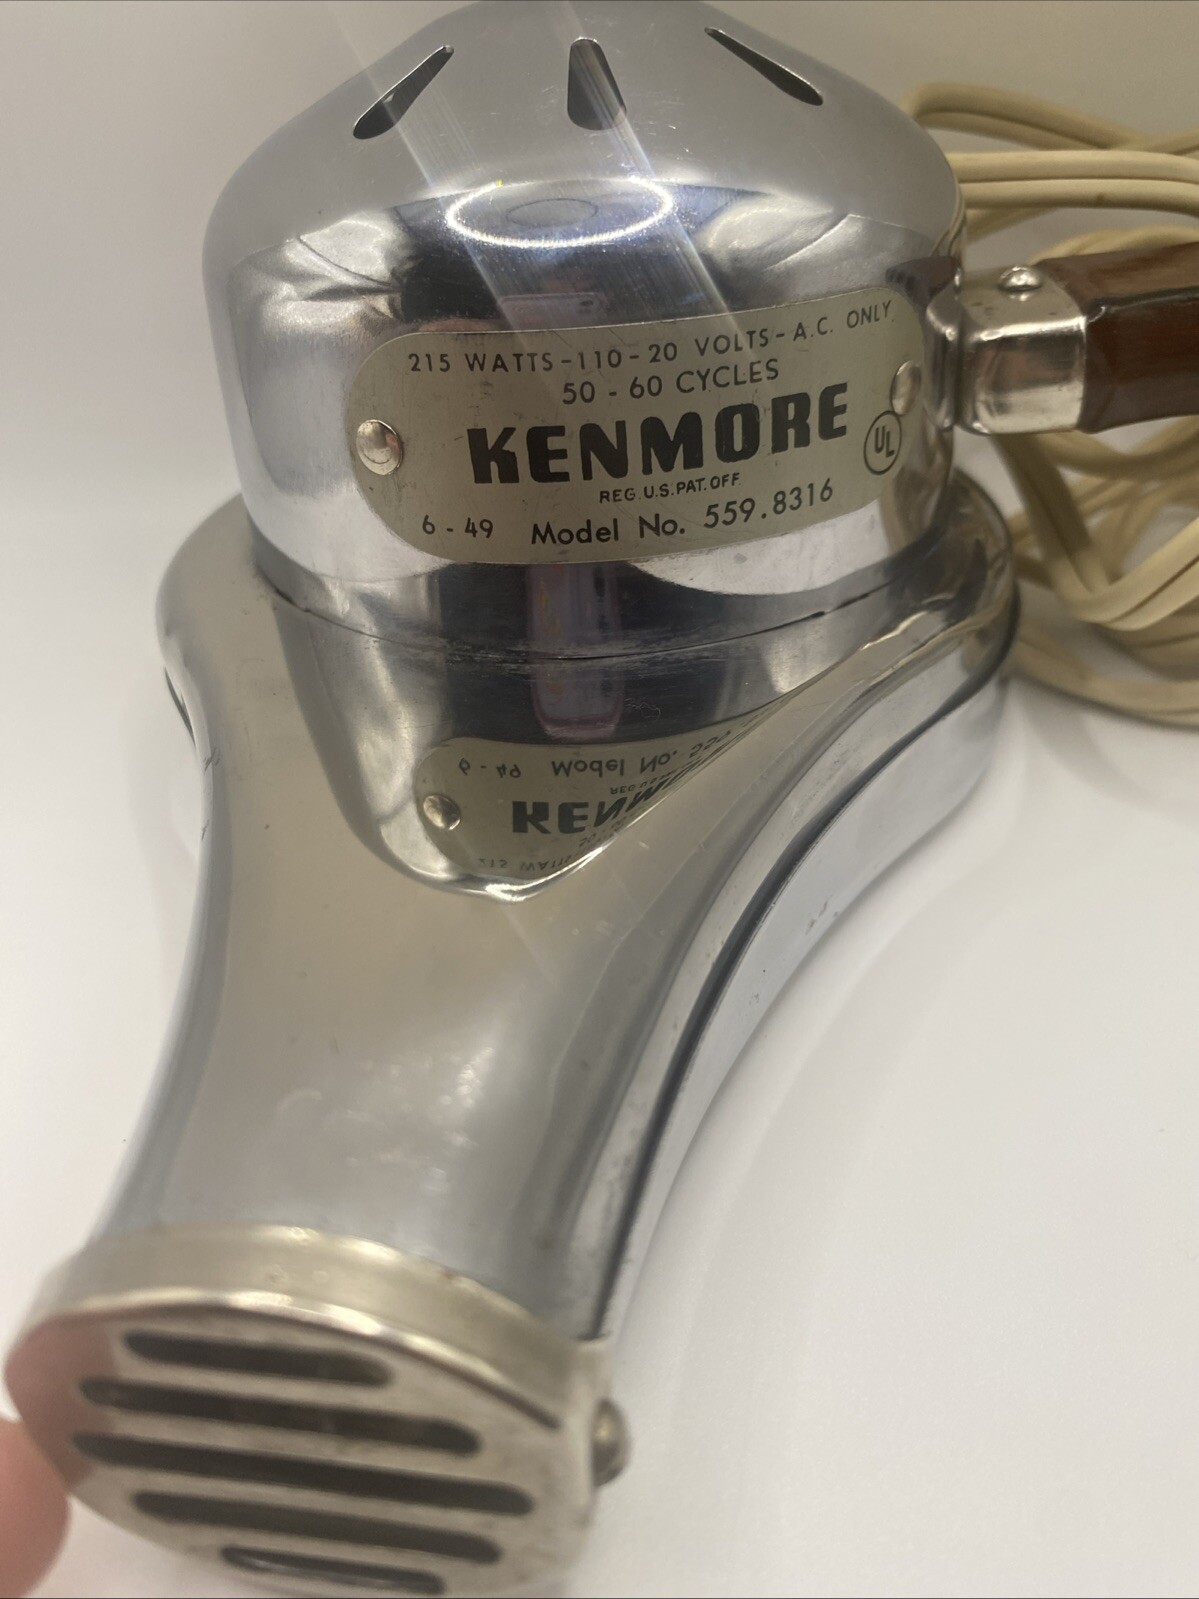 215 WATTS-110-20 VOLTS-A.C. ONLY
50 - 60 CYCLES
KENMORE
UL
REG. U.S. PAT. OFF
6 - 49 Model No. 559.8316